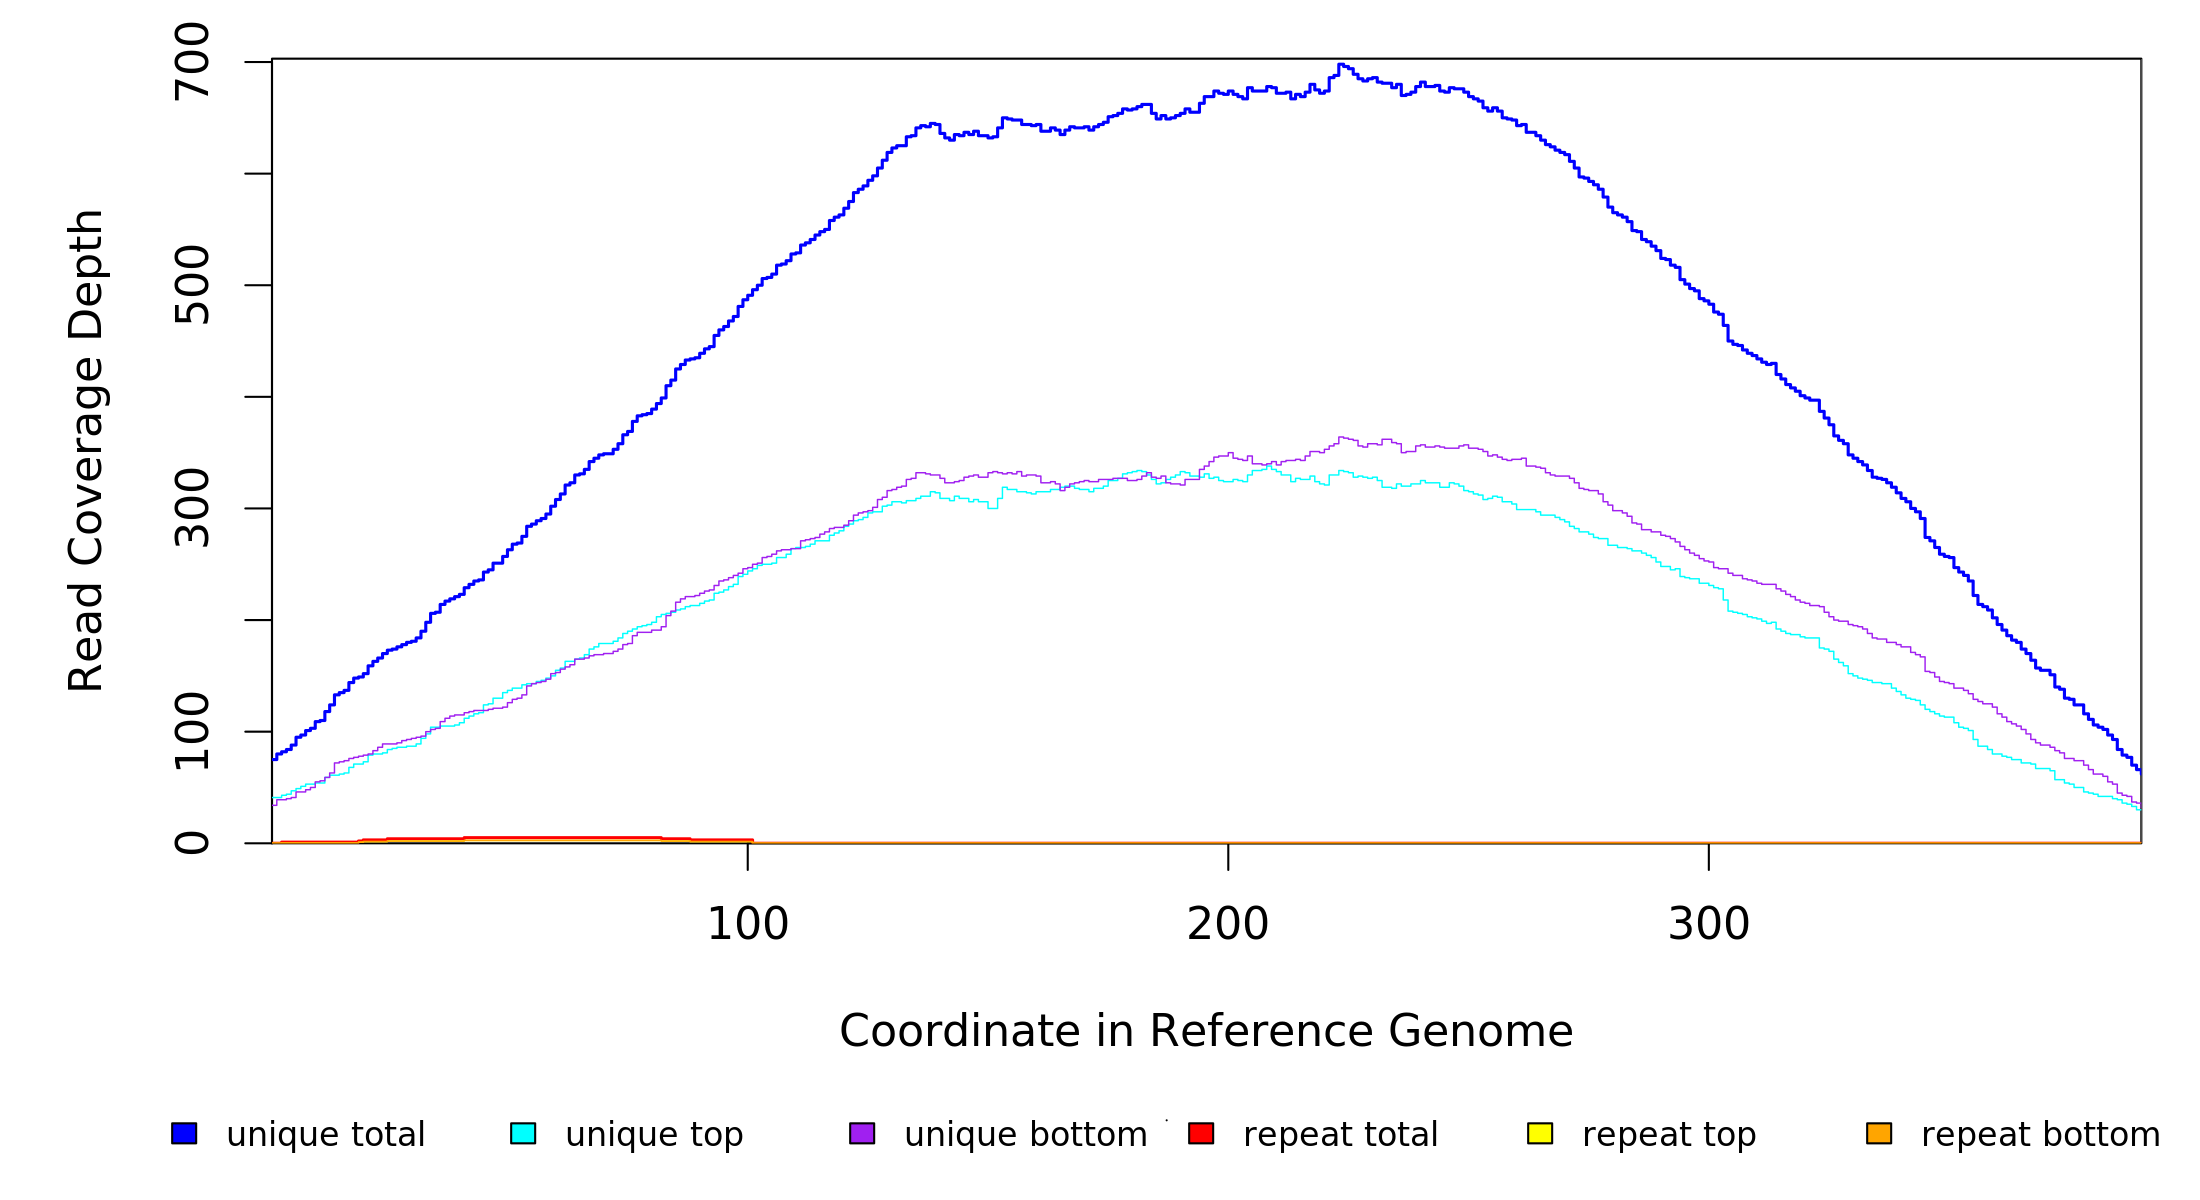 700
500
300
100
0
Read Coverage Depth
100 200 300
Coordinate in Reference Genome
unique total unique top unique bottom repeat total repeat top repeat bottom